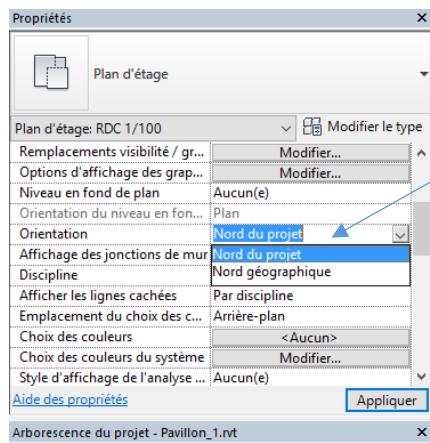 Propriétés
Plan d'étage
Plan d'étage: RDC 1/100
Modifier le type
Remplacements visibilité / gr... Modifier...
Options d'affichage des grap... Modifier...
Niveau en fond de plan Aucun(e)
Orientation du niveau en fon... Plan
Orientation Nord du projet
Affichage des jonctions de mur Nord du projet
Discipline Nord géographique
Afficher les lignes cachées Par discipline
Emplacement du choix des c... Arrière-plan
Choix des couleurs <Aucun>
Choix des couleurs du système Modifier...
Style d'affichage de l'analyse ... Aucun(e)
Aide des propriétés Appliquer
Arborescence du projet - Pavillon_1.rvt